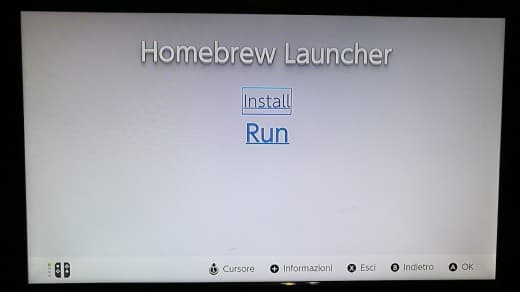 Homebrew Launcher
Install
Run
Cursore + Informazioni X Esci B Indietro A OK